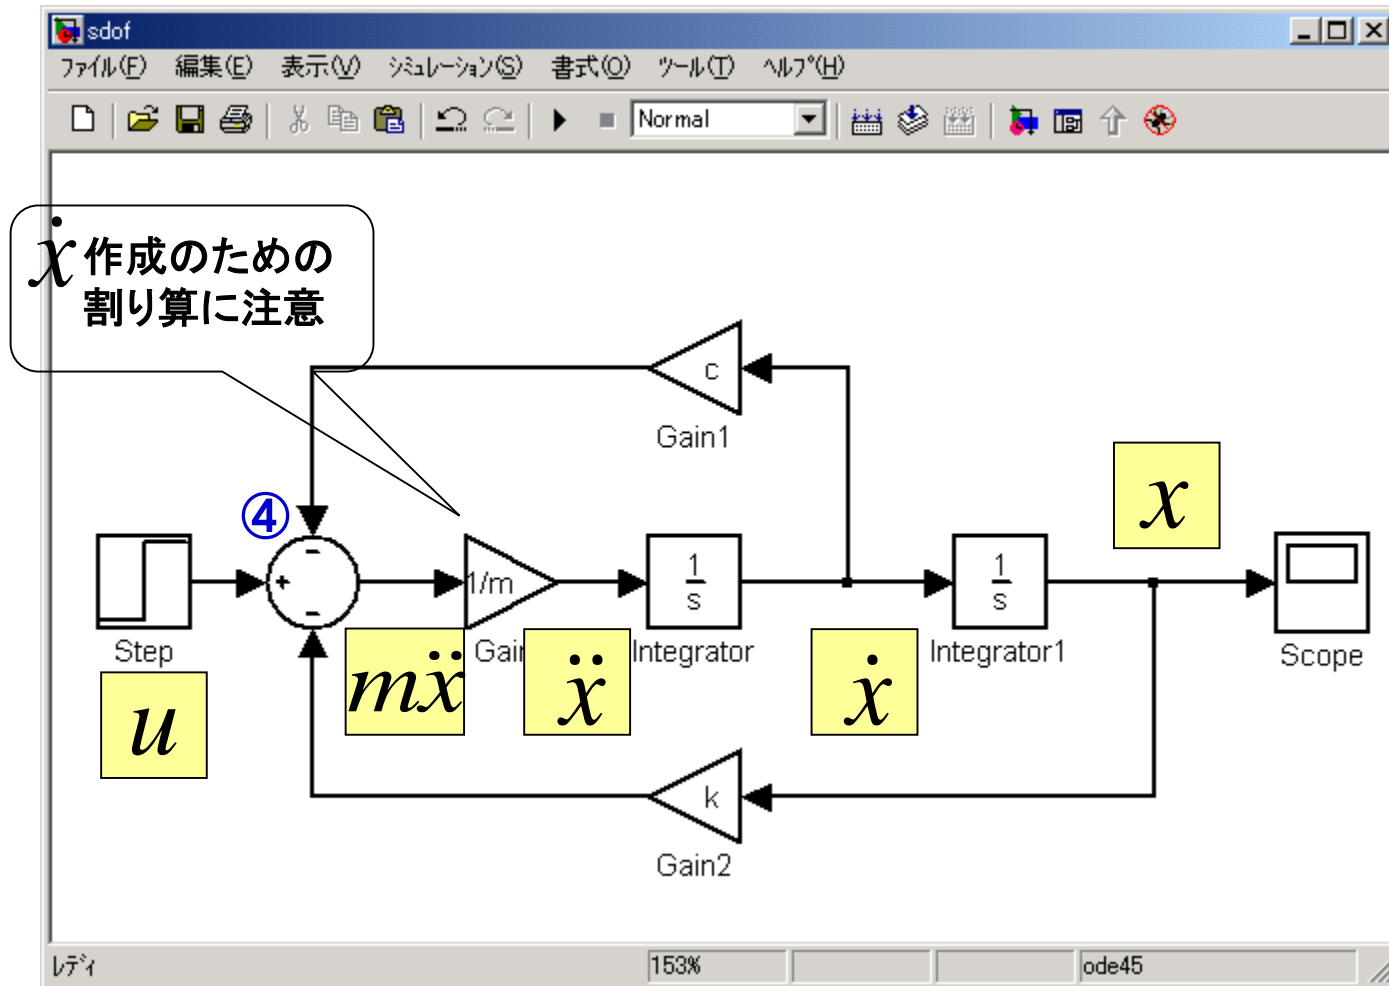 sdof
ファイル(F) 編集(E) 表示(V) シミュレーション(S) 書式(O) ツール(T) ヘルプ(H)
Normal
ẋ 作成のための
割り算に注意
c
Gain1
x
④
-
+
-
1/m
1
s
1
s
Step
Gain
Integrator
Integrator1
Scope
u
mẍ
ẍ
ẋ
k
Gain2
レディ
153%
ode45